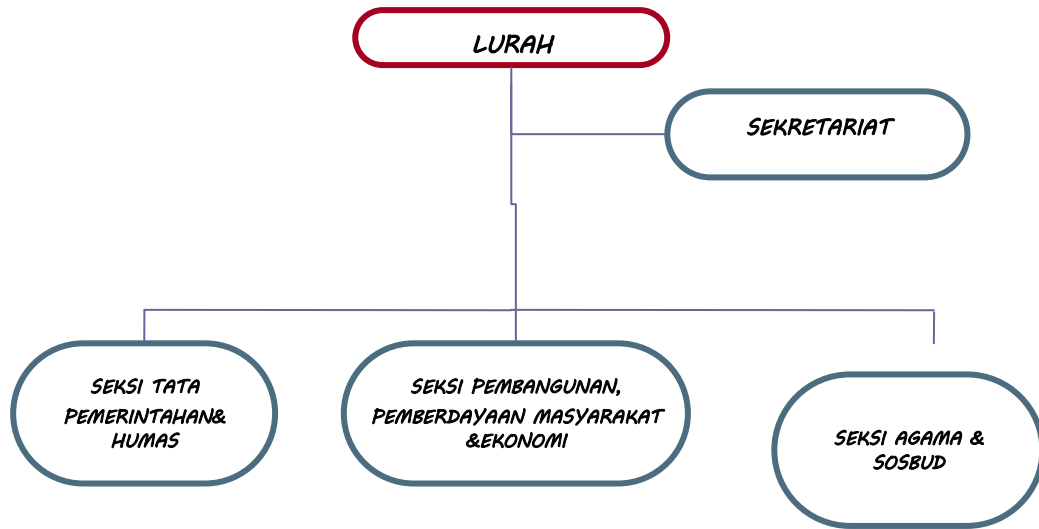 LURAH
SEKRETARIAT
SEKSI TATA
PEMERINTAHAN&
HUMAS
SEKSI PEMBANGUNAN,
PEMBERDAYAAN MASYARAKAT
&EKONOMI
SEKSI AGAMA &
SOSBUD